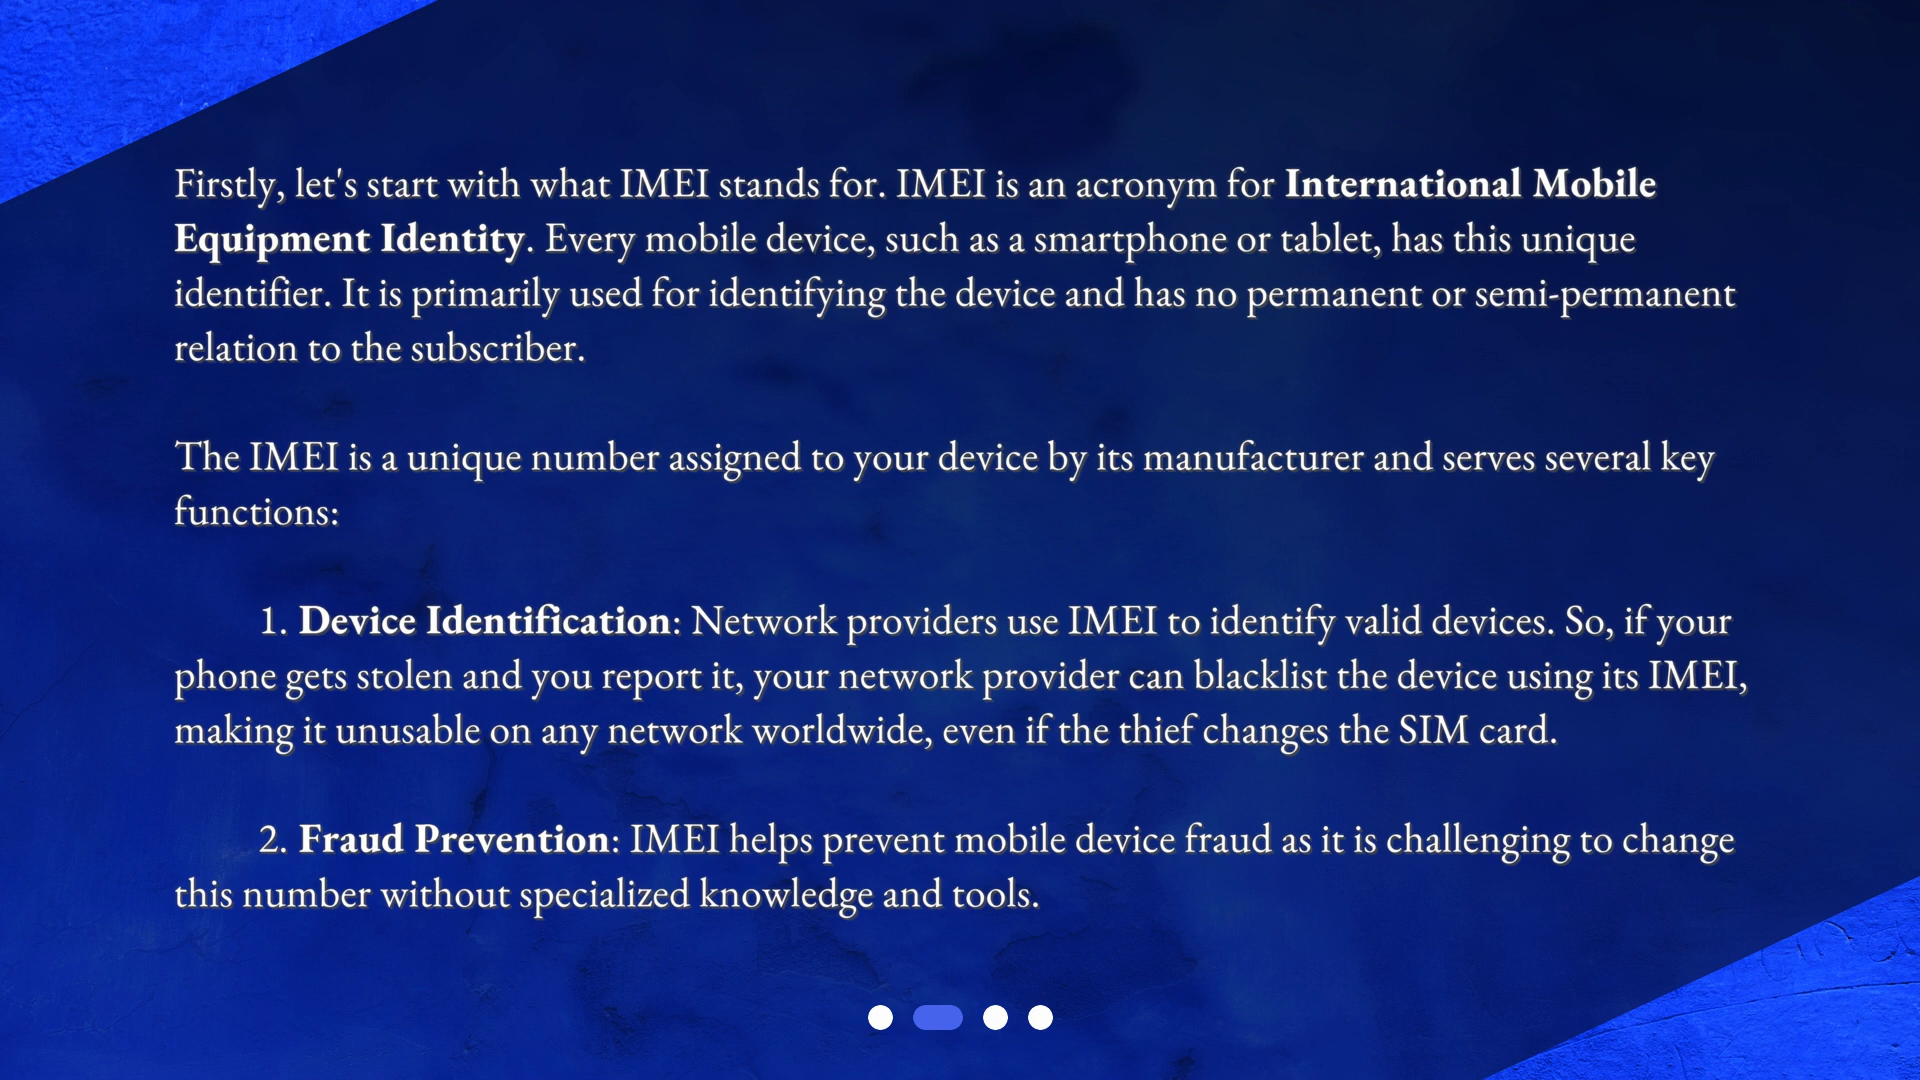 Firstly, let's start with what IMEI stands for. IMEI is an acronym for International Mobile
Equipment Identity. Every mobile device, such as a smartphone or tablet, has this unique
identifier. It is primarily used for identifying the device and has no permanent or semi-permanent
relation to the subscriber.
The IMEI is a unique number assigned to your device by its manufacturer and serves several key
functions:
1. Device Identification: Network providers use IMEI to identify valid devices. So, if your
phone gets stolen and you report it, your network provider can blacklist the device using its IMEI,
making it unusable on any network worldwide, even if the thief changes the SIM card.
2. Fraud Prevention: IMEI helps prevent mobile device fraud as it is challenging to change
this number without specialized knowledge and tools.